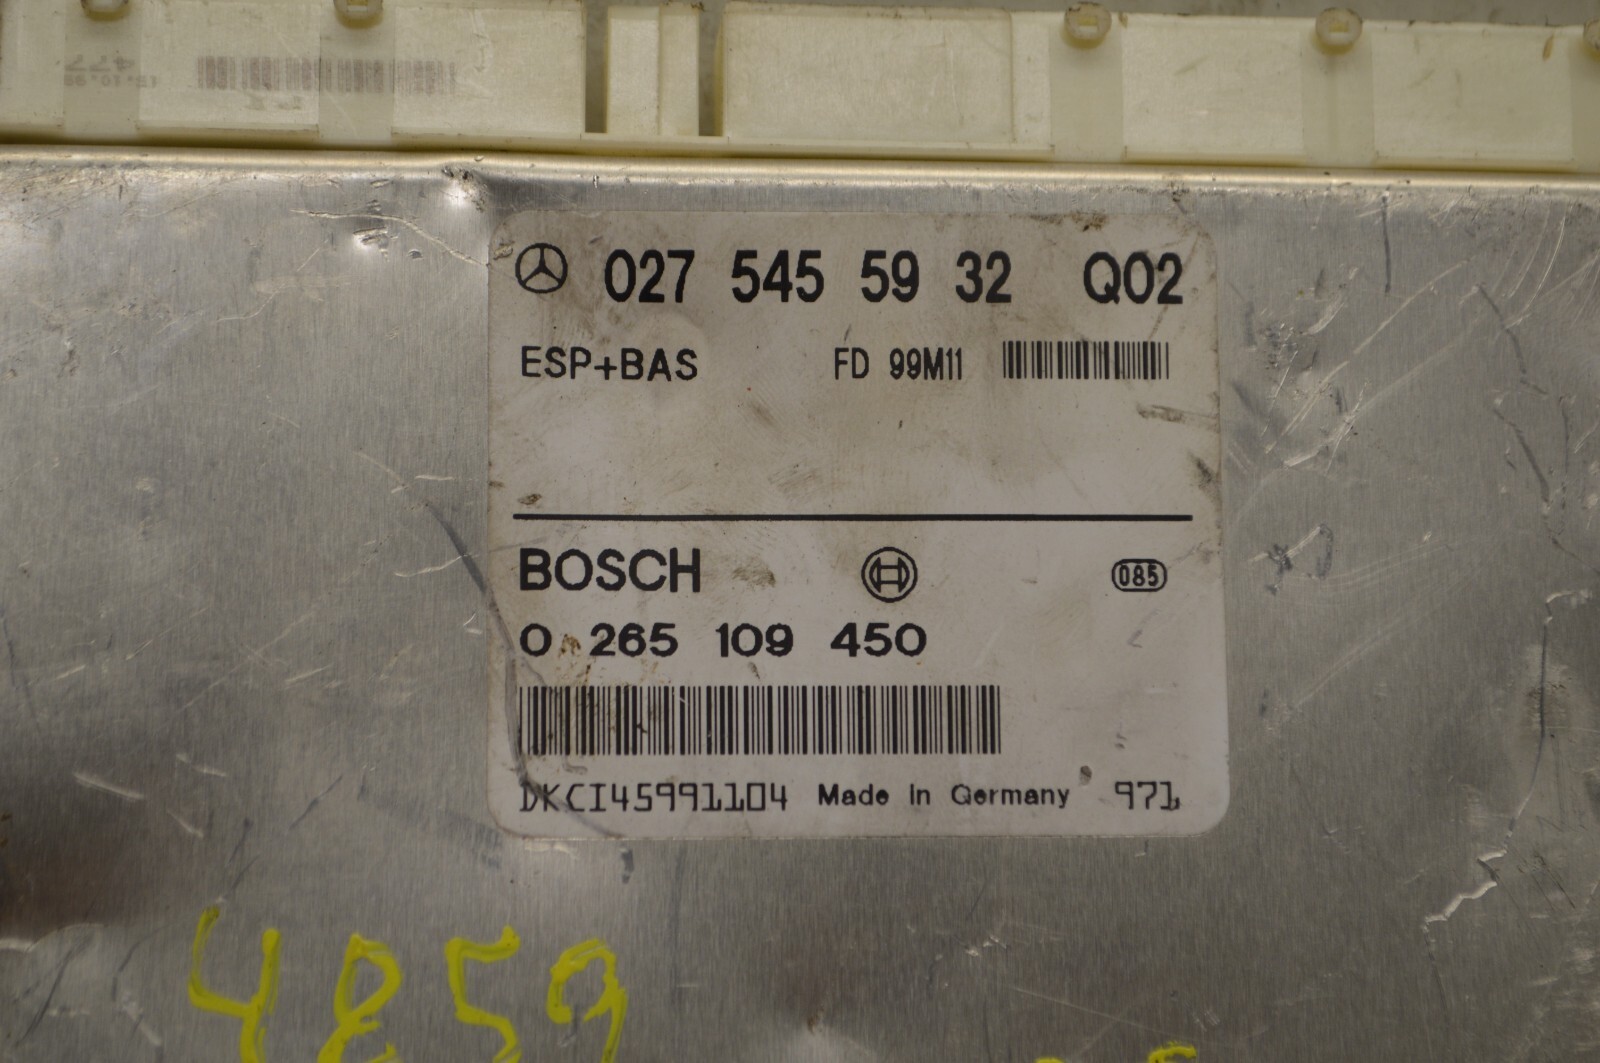 027 545 59 32 Q02
ESP+BAS FD 99M11
BOSCH 085
0 265 109 450
DKCI45991104 Made in Germany 971
4859